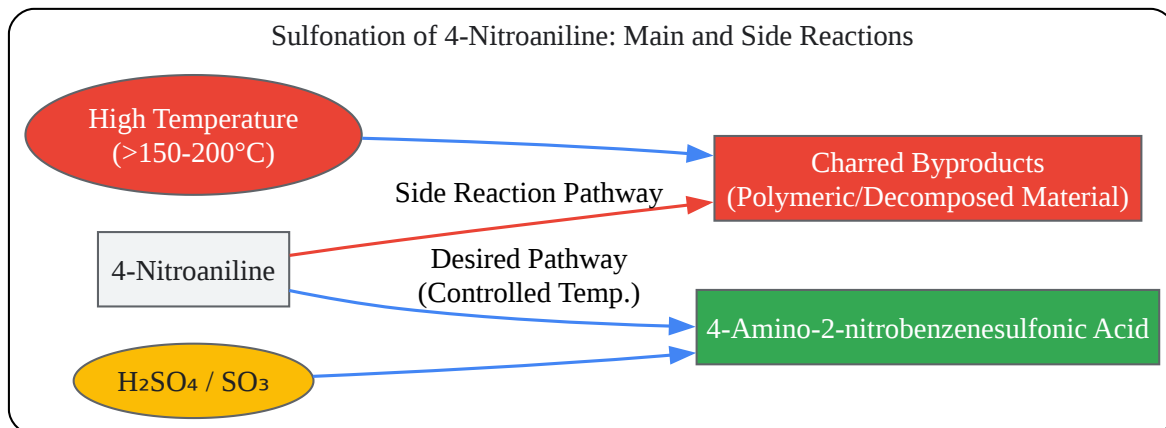 Sulfonation of 4-Nitroaniline: Main and Side Reactions
High Temperature
(>150-200°C)
Charred Byproducts
(Polymeric/Decomposed Material)
Side Reaction Pathway
4-Nitroaniline
Desired Pathway
(Controlled Temp.)
4-Amino-2-nitrobenzenesulfonic Acid
H₂SO₄ / SO₃